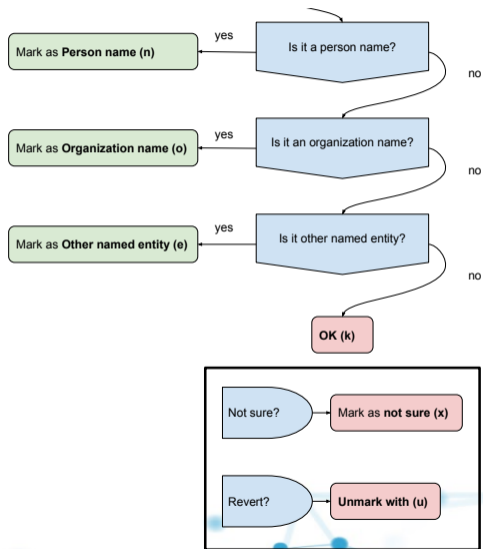 yes
Is it a person name?
Mark as Person name (n)
no
yes
Is it an organization name?
Mark as Organization name (o)
no
yes
Is it other named entity?
Mark as Other named entity (e)
no
OK (k)
Not sure?
Mark as not sure (x)
Revert?
Unmark with (u)